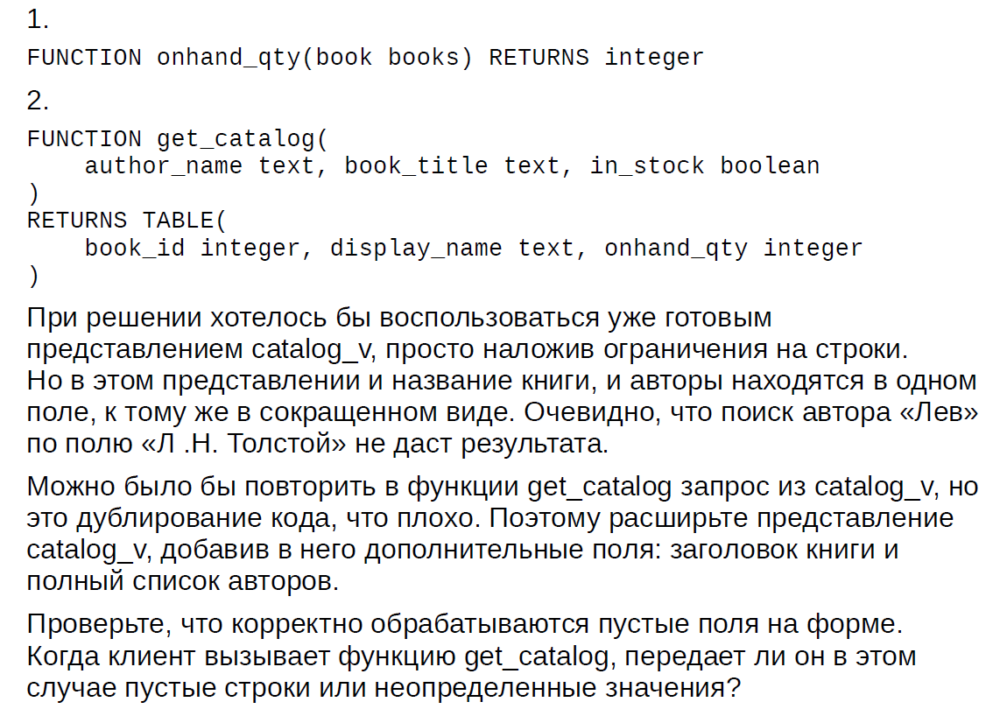 1.
FUNCTION onhand_qty(book books) RETURNS integer
2.
FUNCTION get_catalog(
    author_name text, book_title text, in_stock boolean
)
RETURNS TABLE(
    book_id integer, display_name text, onhand_qty integer
)
При решении хотелось бы воспользоваться уже готовым
представлением catalog_v, просто наложив ограничения на строки.
Но в этом представлении и название книги, и авторы находятся в одном
поле, к тому же в сокращенном виде. Очевидно, что поиск автора «Лев»
по полю «Л .Н. Толстой» не даст результата.
Можно было бы повторить в функции get_catalog запрос из catalog_v, но
это дублирование кода, что плохо. Поэтому расширьте представление
catalog_v, добавив в него дополнительные поля: заголовок книги и
полный список авторов.
Проверьте, что корректно обрабатываются пустые поля на форме.
Когда клиент вызывает функцию get_catalog, передает ли он в этом
случае пустые строки или неопределенные значения?